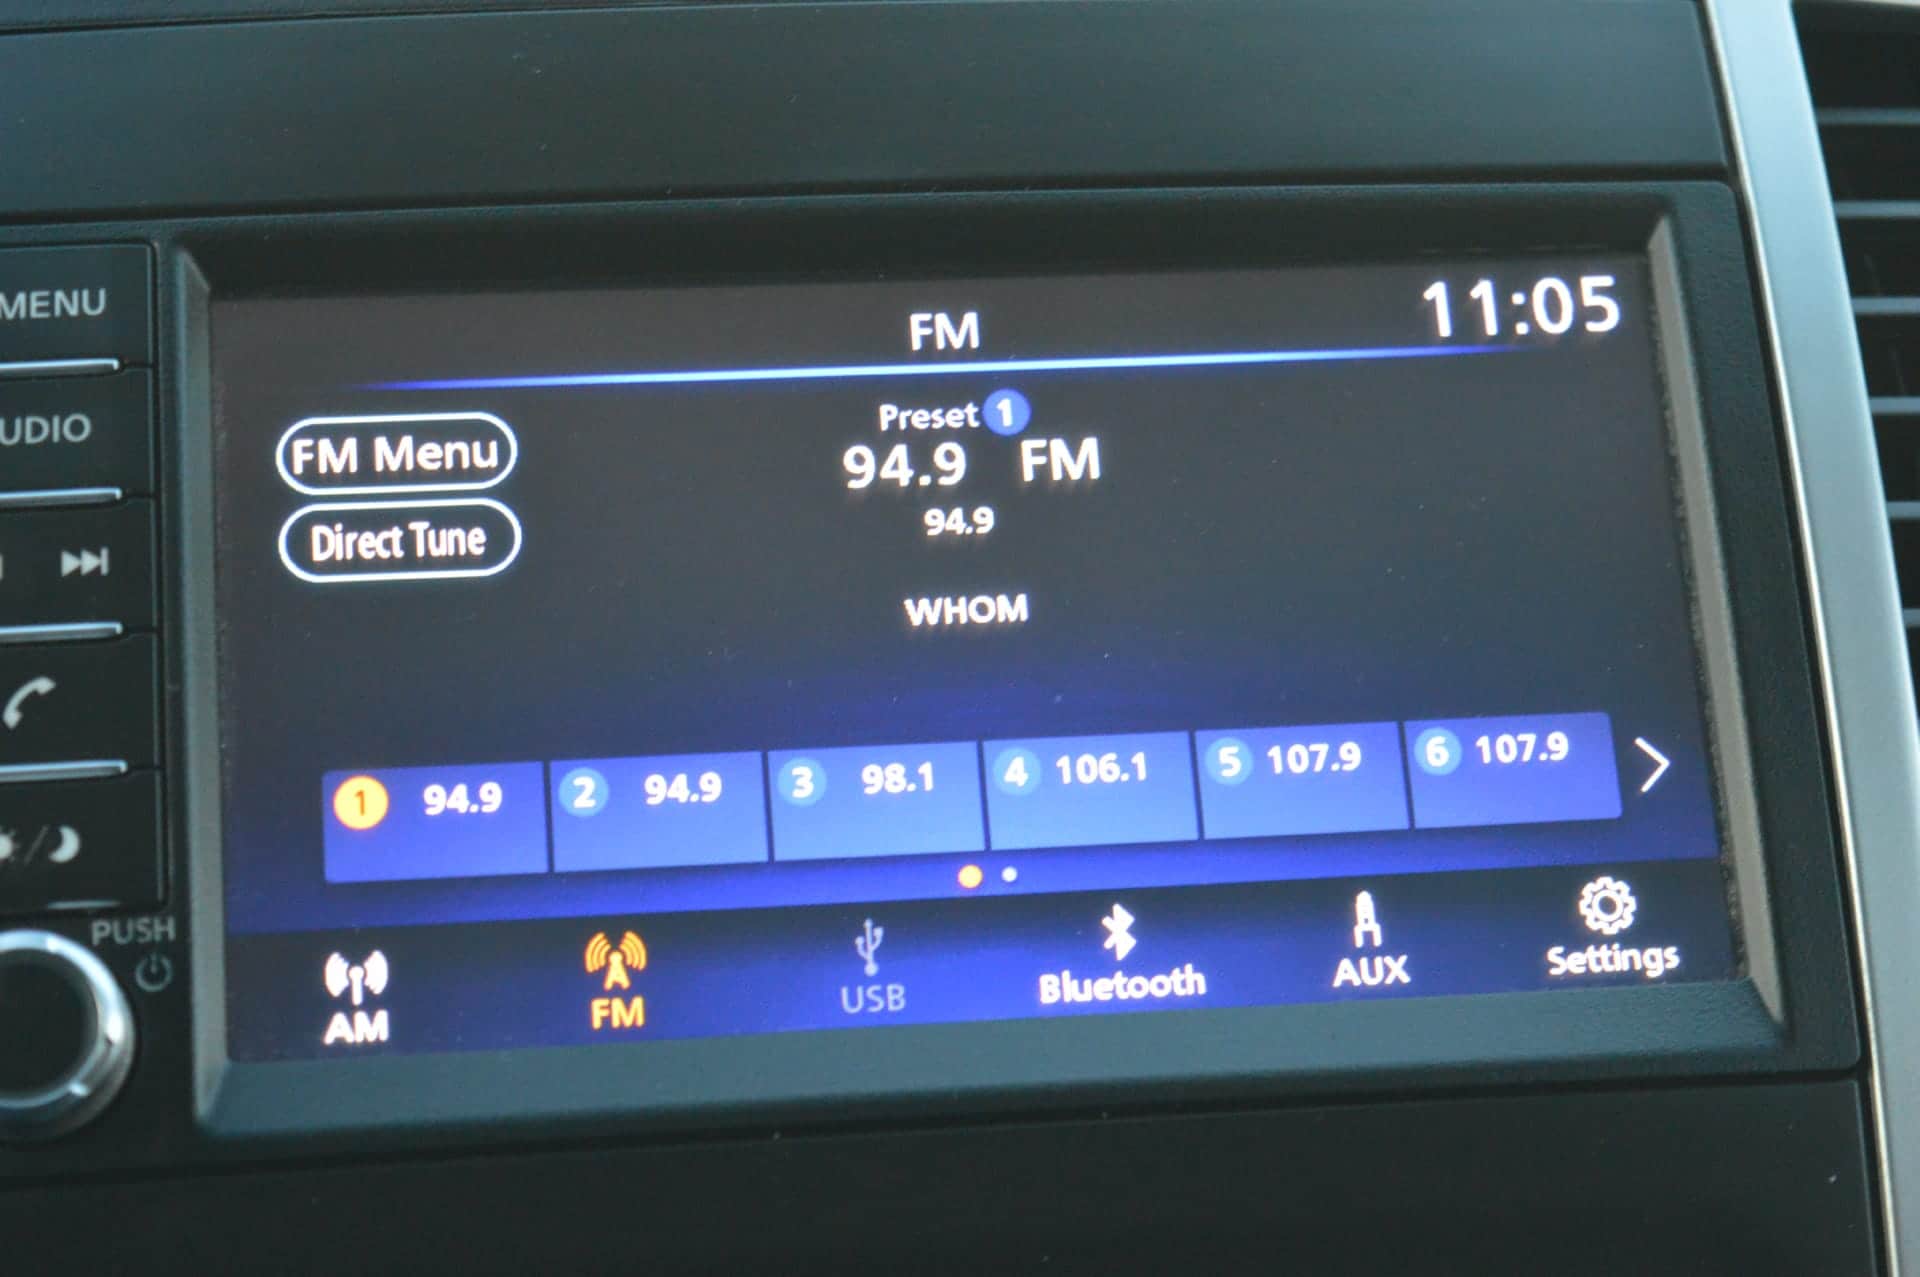 MENU
UDIO
PUSH
FM
11:05
FM Menu
Direct Tune
Preset 1
94.9 FM
94.9
WHOM
1 94.9
2 94.9
3 98.1
4 106.1
5 107.9
6 107.9
AM
FM
USB
Bluetooth
AUX
Settings